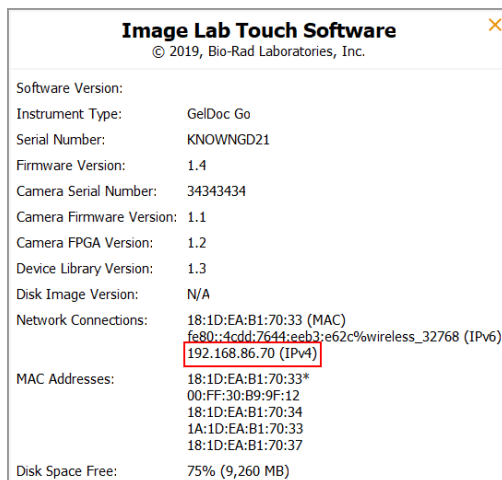 Image Lab Touch Software
© 2019, Bio-Rad Laboratories, Inc.
Software Version:
Instrument Type: GelDoc Go
Serial Number: KNOWNGD21
Firmware Version: 1.4
Camera Serial Number: 34343434
Camera Firmware Version: 1.1
Camera FPGA Version: 1.2
Device Library Version: 1.3
Disk Image Version: N/A
Network Connections: 18:1D:EA:B1:70:33 (MAC)
fe80::4cdd:7644:eeb3:e62c%wireless_32768 (IPv6)
192.168.86.70 (IPv4)
MAC Addresses: 18:1D:EA:B1:70:33*
00:FF:30:B9:9F:12
18:1D:EA:B1:70:34
1A:1D:EA:B1:70:33
18:1D:EA:B1:70:37
Disk Space Free: 75% (9,260 MB)